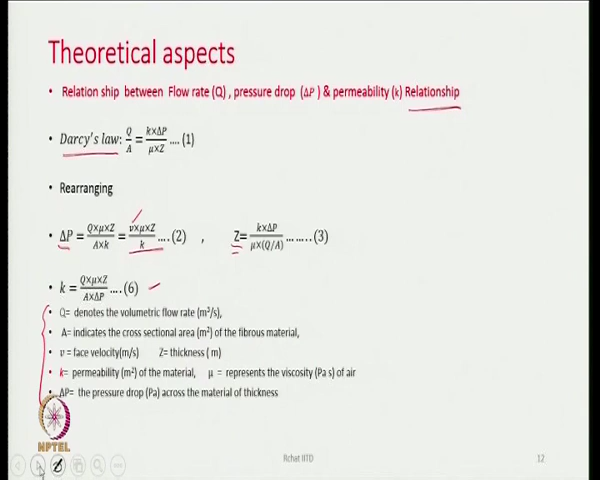 Theoretical aspects
• Relation ship between Flow rate (Q) , pressure drop (ΔP ) & permeability (k) Relationship
• Darcy's law: Q/A = k×ΔP/μ×Z .... (1)
• Rearranging
• ΔP = Q×μ×Z/A×k = v×μ×Z/k .... (2) , Z= k×ΔP/μ×(Q/A) ........ (3)
• k = Q×μ×Z/A×ΔP .... (6)
• Q= denotes the volumetric flow rate (m³/s),
• A= indicates the cross sectional area (m²) of the fibrous material,
• v = face velocity(m/s) Z= thickness ( m)
• k= permeability (m²) of the material, μ = represents the viscosity (Pa s) of air
• ΔP= the pressure drop (Pa) across the material of thickness
NPTEL
Rchat IITD
12